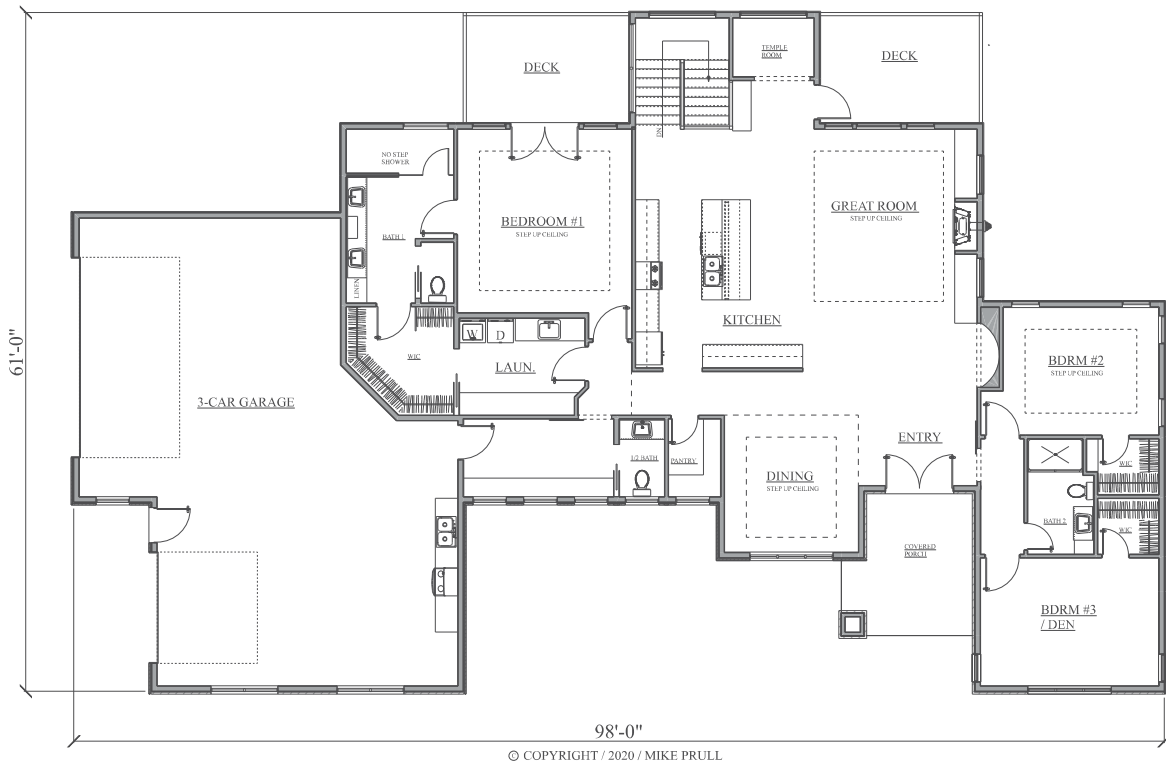 TEMPLE
ROOM
DECK
DECK
DN
NO STEP
SHOWER
BEDROOM #1
STEP UP CEILING
GREAT ROOM
STEP UP CEILING
BATH 1
LINEN
KITCHEN
W
D
WIC
LAUN.
BDRM #2
STEP UP CEILING
61'-0"
3-CAR GARAGE
ENTRY
1/2 BATH
PANTRY
DINING
STEP UP CEILING
WIC
BATH 2
WIC
COVERED
PORCH
BDRM #3
/ DEN
98'-0"
© COPYRIGHT / 2020 / MIKE PRULL